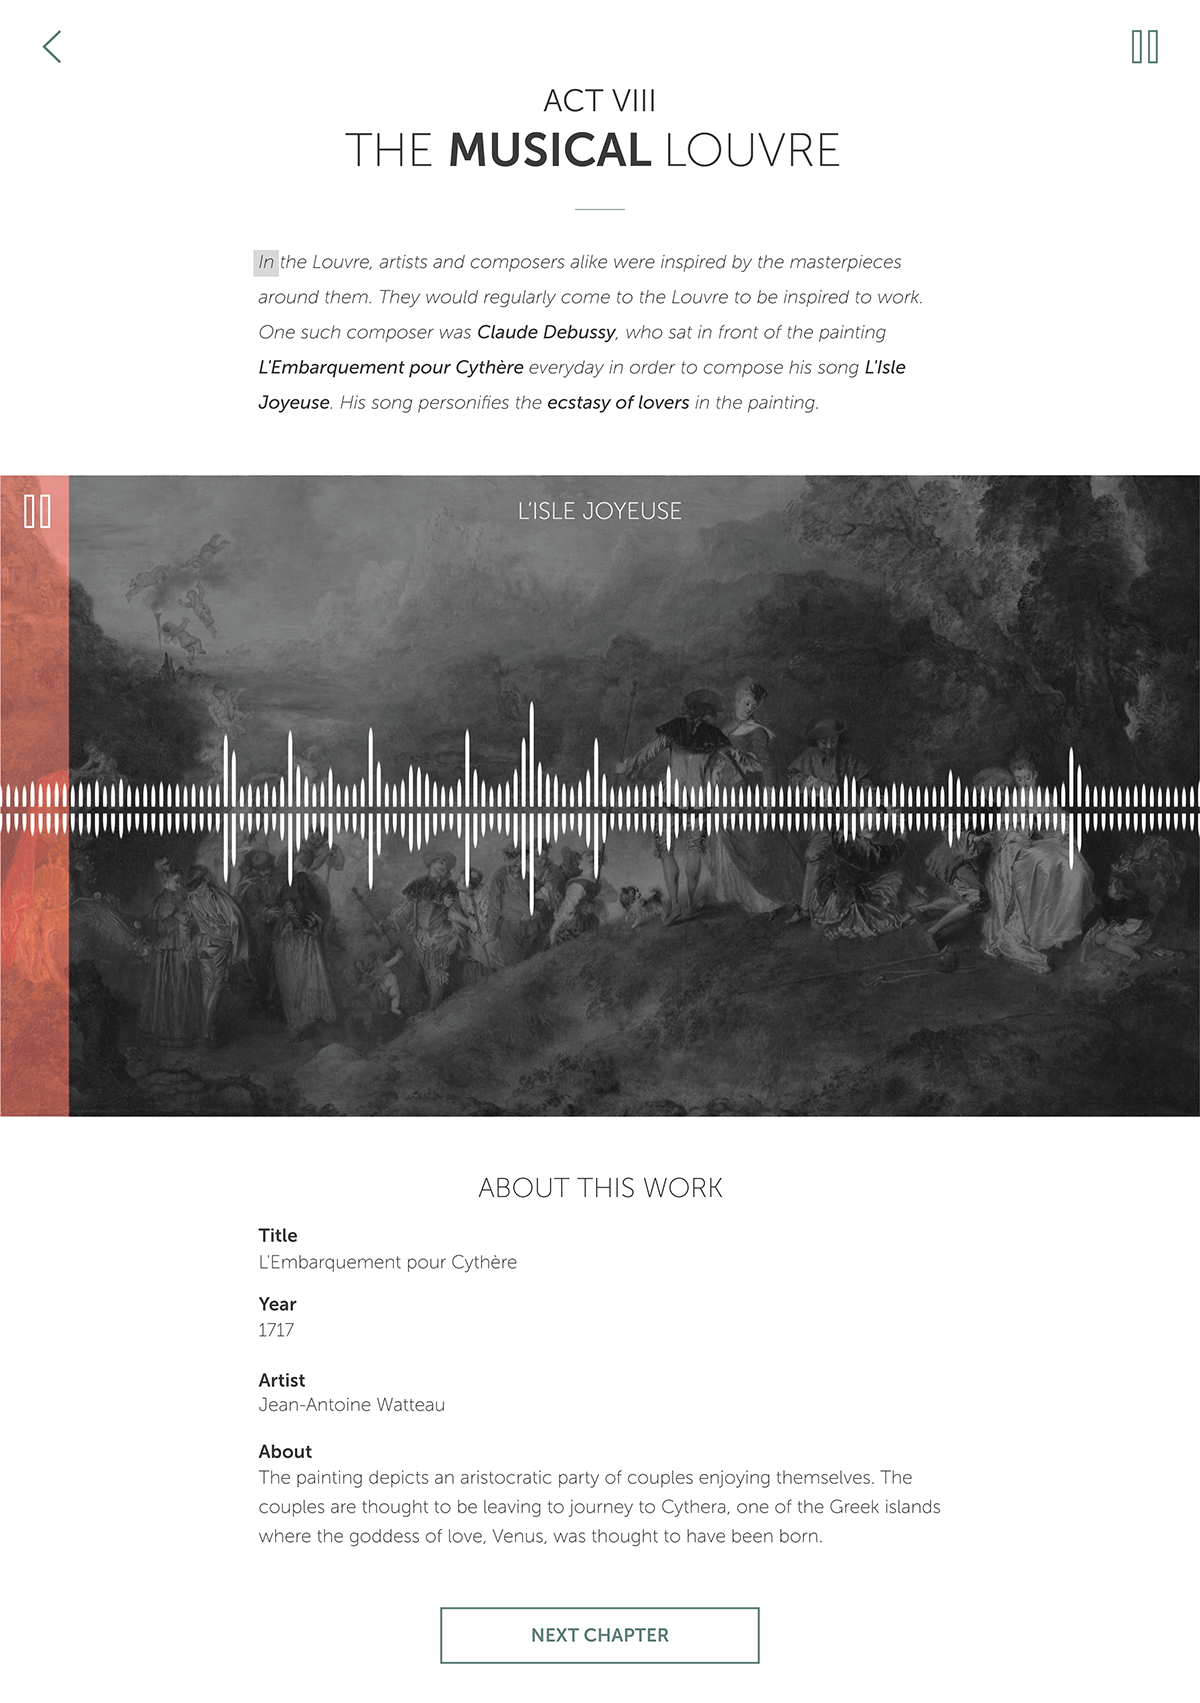 ACT VIII
THE MUSICAL LOUVRE
In the Louvre, artists and composers alike were inspired by the masterpieces
around them. They would regularly come to the Louvre to be inspired to work.
One such composer was Claude Debussy, who sat in front of the painting
L'Embarquement pour Cythère everyday in order to compose his song L'Isle
Joyeuse. His song personifies the ecstasy of lovers in the painting.
L'ISLE JOYEUSE
ABOUT THIS WORK
Title
L'Embarquement pour Cythère
Year
1717
Artist
Jean-Antoine Watteau
About
The painting depicts an aristocratic party of couples enjoying themselves. The
couples are thought to be leaving to journey to Cythera, one of the Greek islands
where the goddess of love, Venus, was thought to have been born.
NEXT CHAPTER